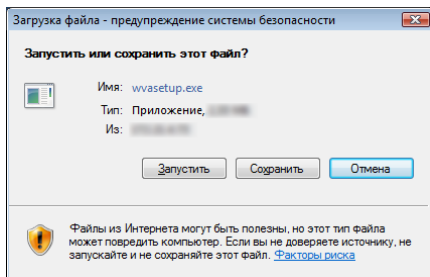 Загрузка файла - предупреждение системы безопасности
Запустить или сохранить этот файл?
Имя: wvasetup.exe
Тип: Приложение,
Из:
Запустить Сохранить Отмена
Файлы из Интернета могут быть полезны, но этот тип файла
может повредить компьютер. Если вы не доверяете источнику, не
запускайте и не сохраняйте этот файл. Факторы риска